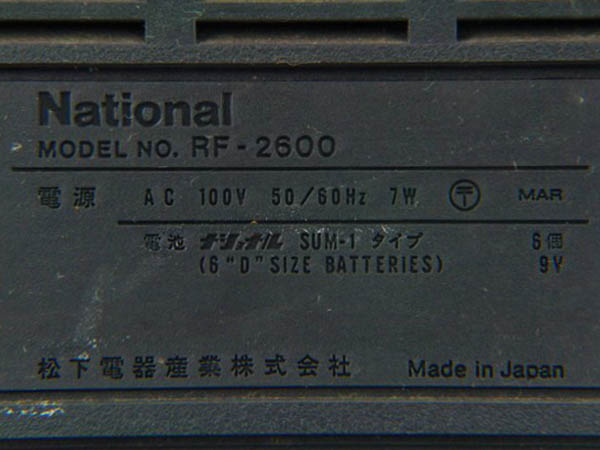 National
MODEL NO. RF-2600
電源 AC 100V 50/60Hz 7W 〒 MAR
電池 ナショナル SUM-1 タイプ 6個
(6 "D" SIZE BATTERIES) 9V
松下電器産業株式会社 Made in Japan